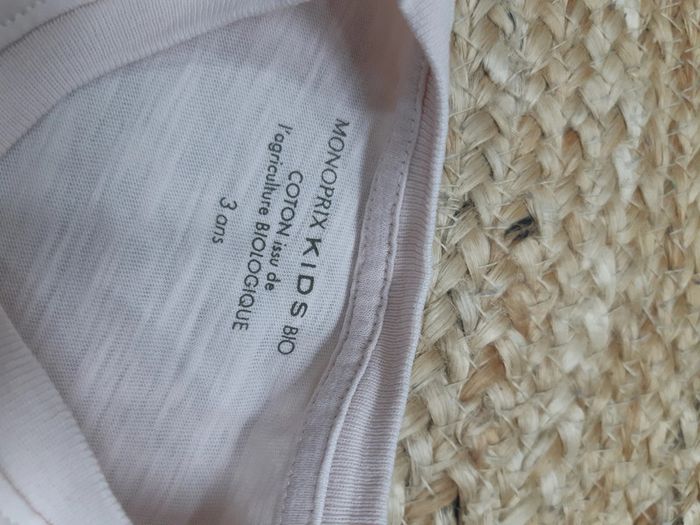 MONOPRIX KIDS BIO
COTON issu de
l'agriculture BIOLOGIQUE
3 ans